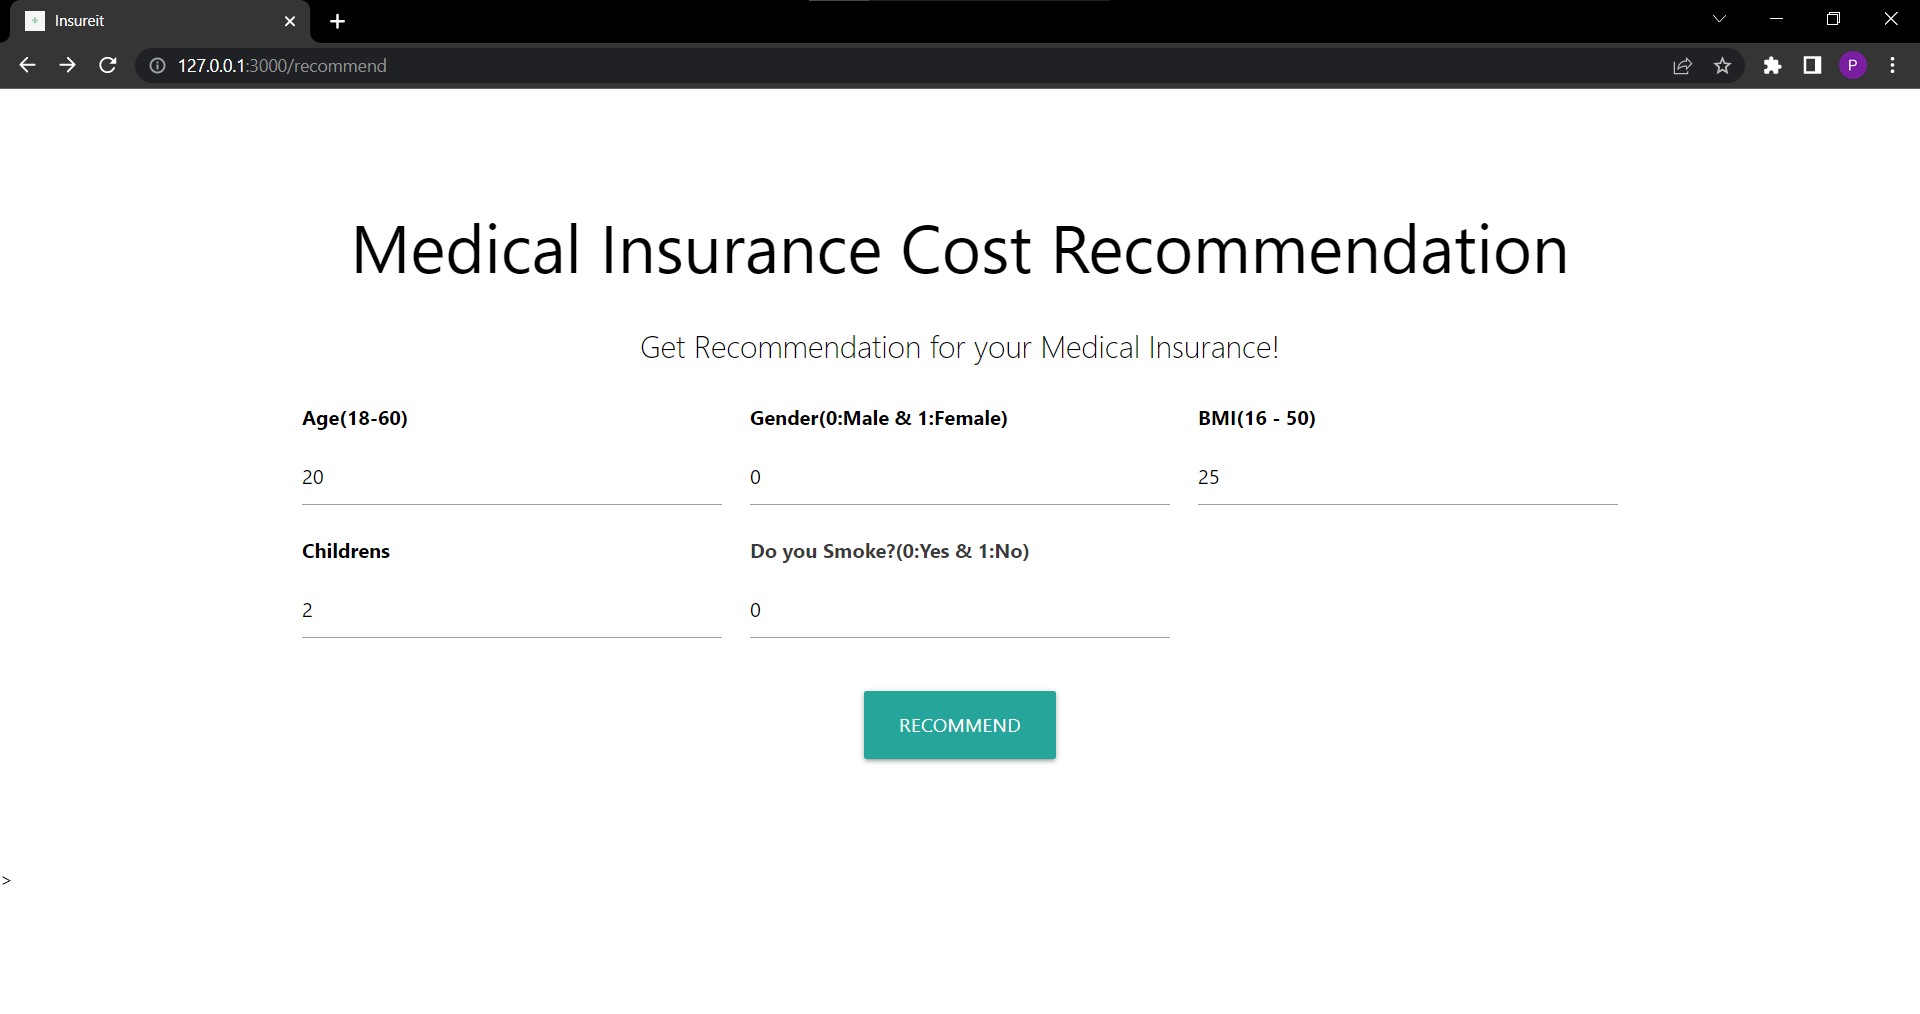 Insureit
127.0.0.1:3000/recommend
P
Medical Insurance Cost Recommendation
Get Recommendation for your Medical Insurance!
Age(18-60)
Gender(0:Male & 1:Female)
BMI(16 - 50)
20
0
25
Childrens
Do you Smoke?(0:Yes & 1:No)
2
0
RECOMMEND
>